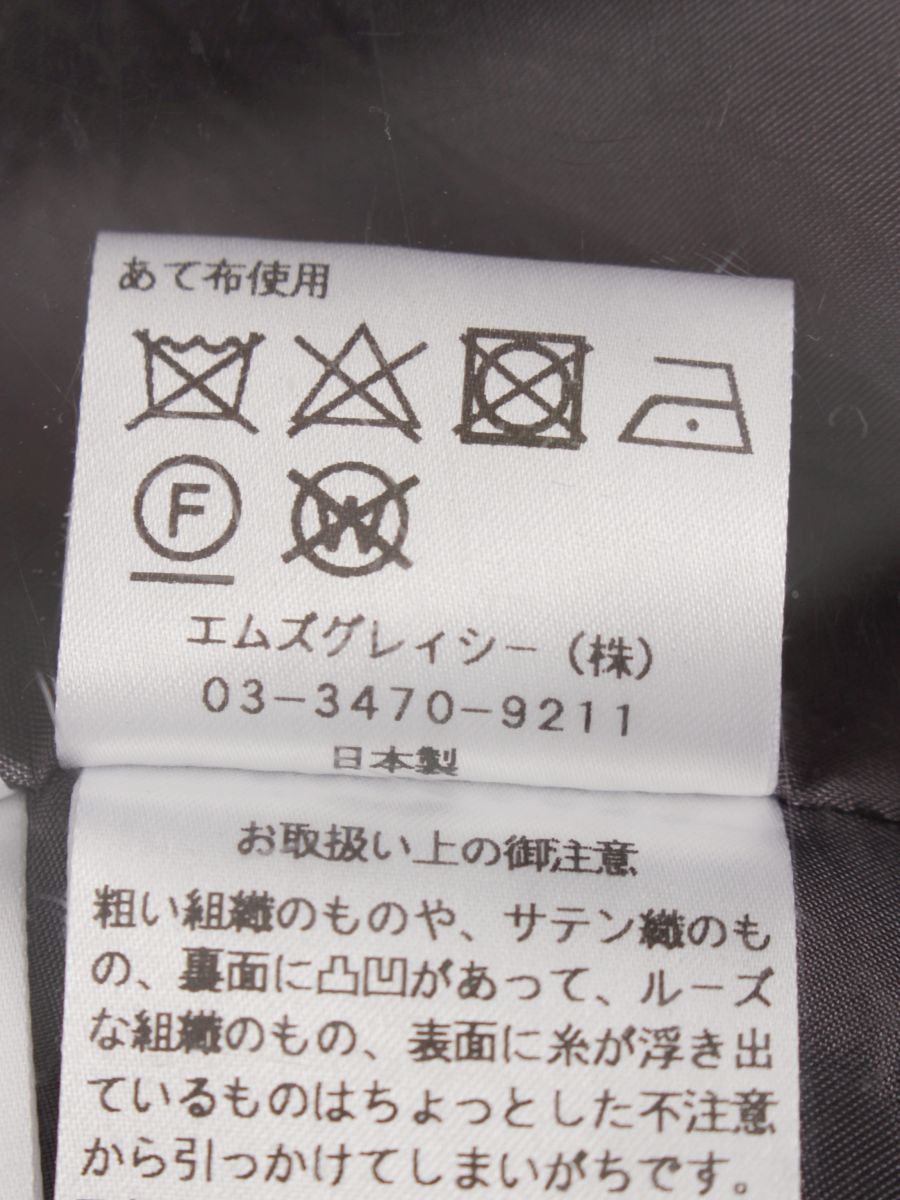 あて布使用
F
W
エムズグレイシー(株)
03-3470-9211
日本製
お取扱い上の御注意
粗い組織のものや、サテン織のも
の、裏面に凸凹があって、ルーズ
な組織のもの、表面に糸が浮き出
ているものはちょっとした不注意
から引っかけてしまいがちです。